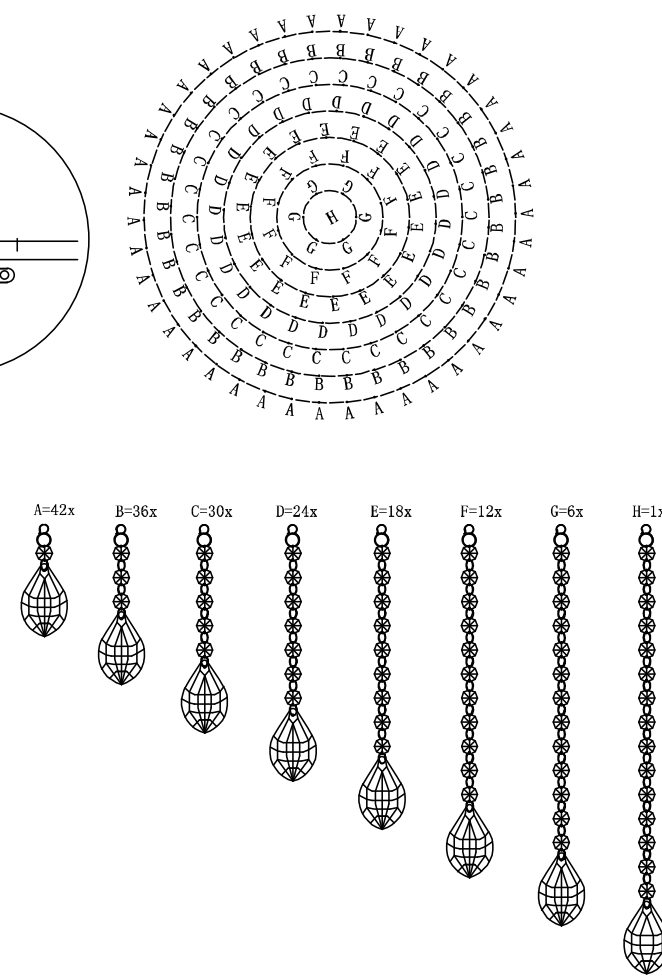 A A A A A A A A A A A A A A A A A A A A A A A A A A A A A A A A A A A A A A A A A A
B B B B B B B B B B B B B B B B B B B B B B B B B B B B B B B B B B B B
C C C C C C C C C C C C C C C C C C C C C C C C C C C C C C
D D D D D D D D D D D D D D D D D D D D D D D D
E E E E E E E E E E E E E E E E E E
F F F F F F F F F F F F
G G G G G G
H
A=42x B=36x C=30x D=24x E=18x F=12x G=6x H=1x